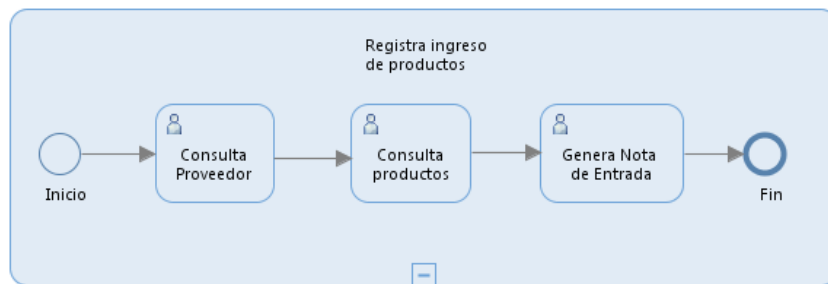 Registra ingreso
de productos
Consulta
Proveedor
Consulta
productos
Genera Nota
de Entrada
Inicio
Fin